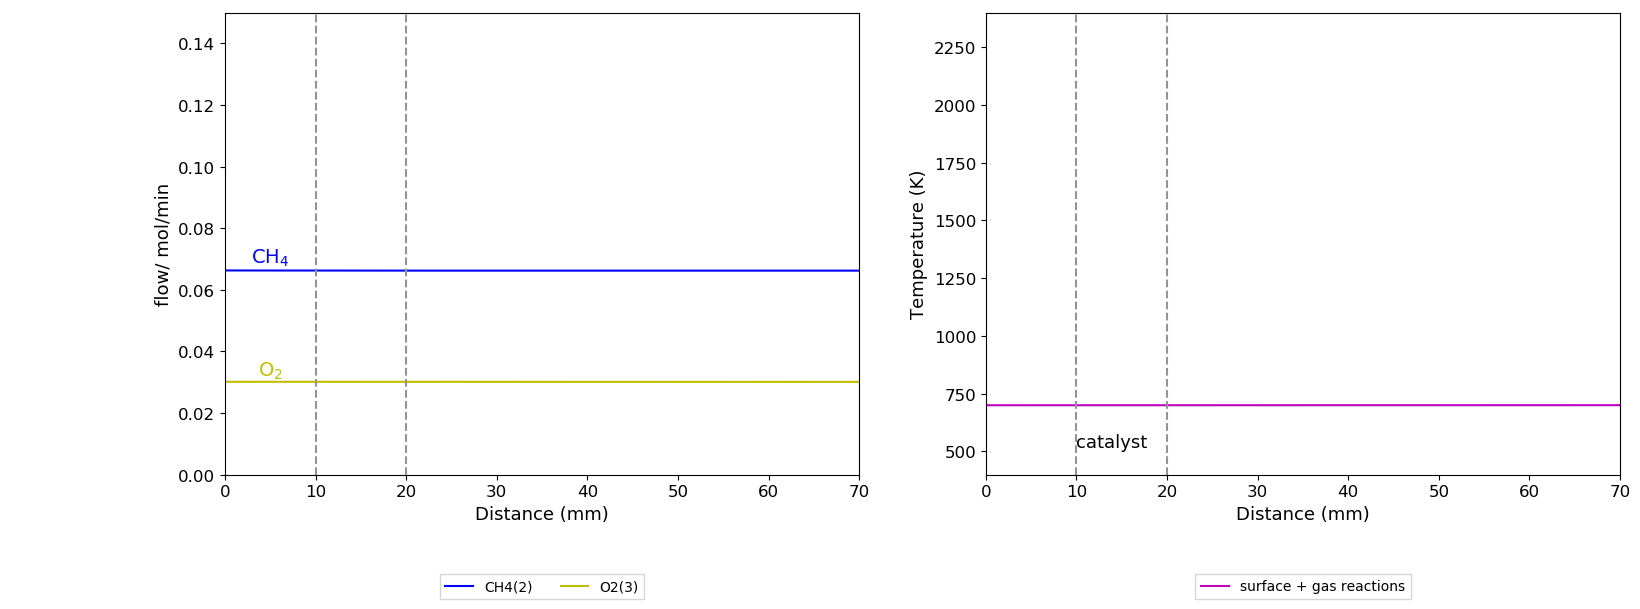 0.14
0.12
0.10
0.08
0.06
0.04
0.02
0.00
flow/ mol/min
CH₄
O₂
0 10 20 30 40 50 60 70
Distance (mm)
CH4(2) O2(3)
2250
2000
1750
1500
1250
1000
750
500
Temperature (K)
catalyst
0 10 20 30 40 50 60 70
Distance (mm)
surface + gas reactions